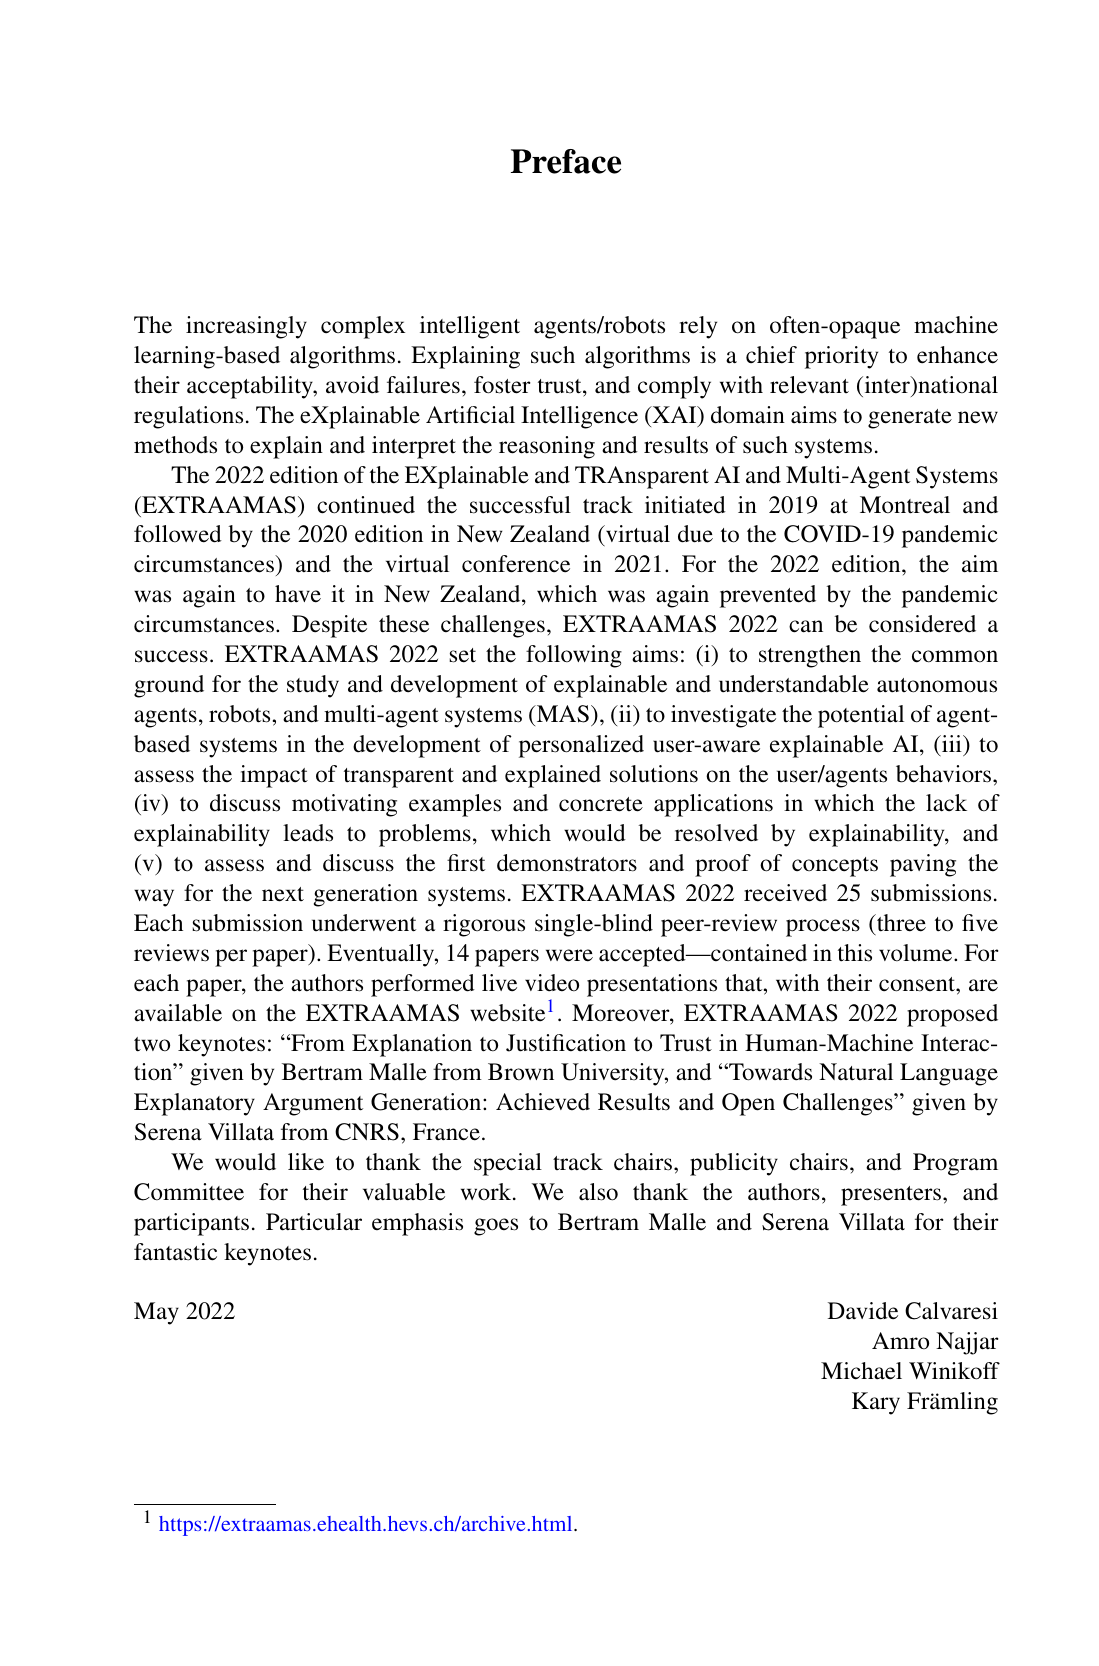 Preface
The increasingly complex intelligent agents/robots rely on often-opaque machine
learning-based algorithms. Explaining such algorithms is a chief priority to enhance
their acceptability, avoid failures, foster trust, and comply with relevant (inter)national
regulations. The eXplainable Artificial Intelligence (XAI) domain aims to generate new
methods to explain and interpret the reasoning and results of such systems.
The 2022 edition of the EXplainable and TRAnsparent AI and Multi-Agent Systems
(EXTRAAMAS) continued the successful track initiated in 2019 at Montreal and
followed by the 2020 edition in New Zealand (virtual due to the COVID-19 pandemic
circumstances) and the virtual conference in 2021. For the 2022 edition, the aim
was again to have it in New Zealand, which was again prevented by the pandemic
circumstances. Despite these challenges, EXTRAAMAS 2022 can be considered a
success. EXTRAAMAS 2022 set the following aims: (i) to strengthen the common
ground for the study and development of explainable and understandable autonomous
agents, robots, and multi-agent systems (MAS), (ii) to investigate the potential of agent-
based systems in the development of personalized user-aware explainable AI, (iii) to
assess the impact of transparent and explained solutions on the user/agents behaviors,
(iv) to discuss motivating examples and concrete applications in which the lack of
explainability leads to problems, which would be resolved by explainability, and
(v) to assess and discuss the first demonstrators and proof of concepts paving the
way for the next generation systems. EXTRAAMAS 2022 received 25 submissions.
Each submission underwent a rigorous single-blind peer-review process (three to five
reviews per paper). Eventually, 14 papers were accepted—contained in this volume. For
each paper, the authors performed live video presentations that, with their consent, are
available on the EXTRAAMAS website1. Moreover, EXTRAAMAS 2022 proposed
two keynotes: “From Explanation to Justification to Trust in Human-Machine Interac-
tion” given by Bertram Malle from Brown University, and “Towards Natural Language
Explanatory Argument Generation: Achieved Results and Open Challenges” given by
Serena Villata from CNRS, France.
We would like to thank the special track chairs, publicity chairs, and Program
Committee for their valuable work. We also thank the authors, presenters, and
participants. Particular emphasis goes to Bertram Malle and Serena Villata for their
fantastic keynotes.
May 2022
Davide Calvaresi
Amro Najjar
Michael Winikoff
Kary Främling
1 https://extraamas.ehealth.hevs.ch/archive.html.